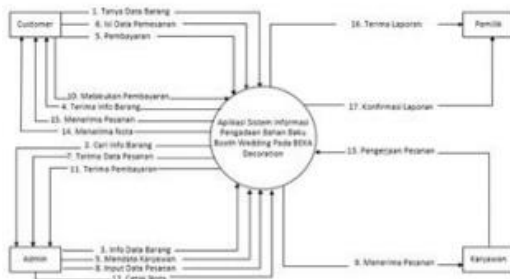 1. Tanya Data Barang
6. Isi Data Pemesanan
5. Pembayaran
Customer
16. Terima Laporan
Pemilik
10. Melakukan Pembayaran
4. Terima Info Barang
15. Menerima Pesanan
14. Menerima Nota
17. Konfirmasi Laporan
Aplikasi Sistem Informasi
Pengadaan Bahan Baku
Booth Wedding Pada BEKA
Decoration
2. Cari Info Barang
7. Terima Data Pesanan
11. Terima Pembayaran
13. Pengerjaan Pesanan
3. Info Data Barang
9. Mendata Karyawan
8. Input Data Pesanan
Admin
9. Menerima Pesanan
Karyawan